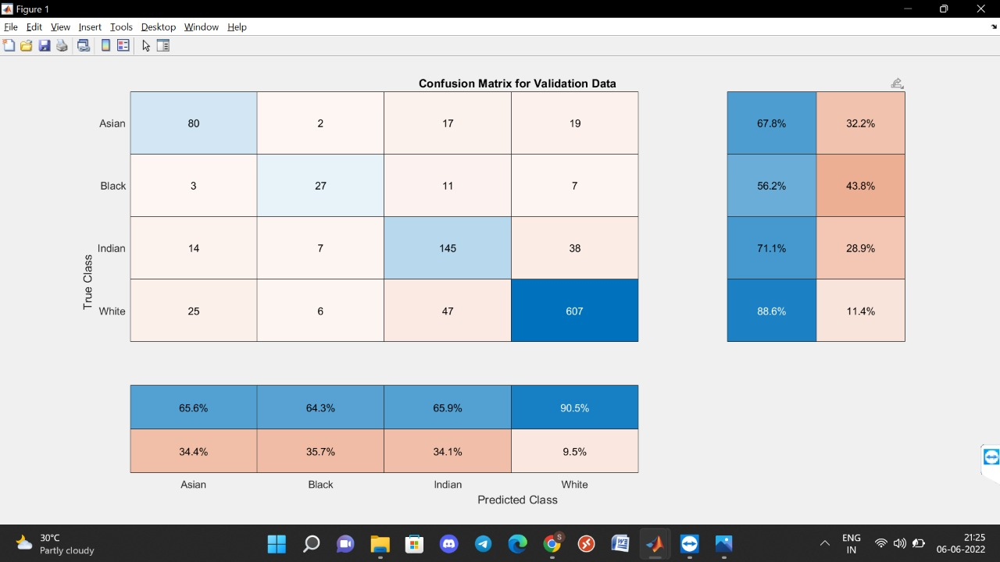 Figure 1
File Edit View Insert Tools Desktop Window Help
Confusion Matrix for Validation Data
Asian 80 2 17 19 67.8% 32.2%
Black 3 27 11 7 56.2% 43.8%
Indian 14 7 145 38 71.1% 28.9%
White 25 6 47 607 88.6% 11.4%
True Class
65.6% 64.3% 65.9% 90.5%
34.4% 35.7% 34.1% 9.5%
Asian Black Indian White
Predicted Class
30°C
Partly cloudy
S
W
ENG
IN
21:25
06-06-2022